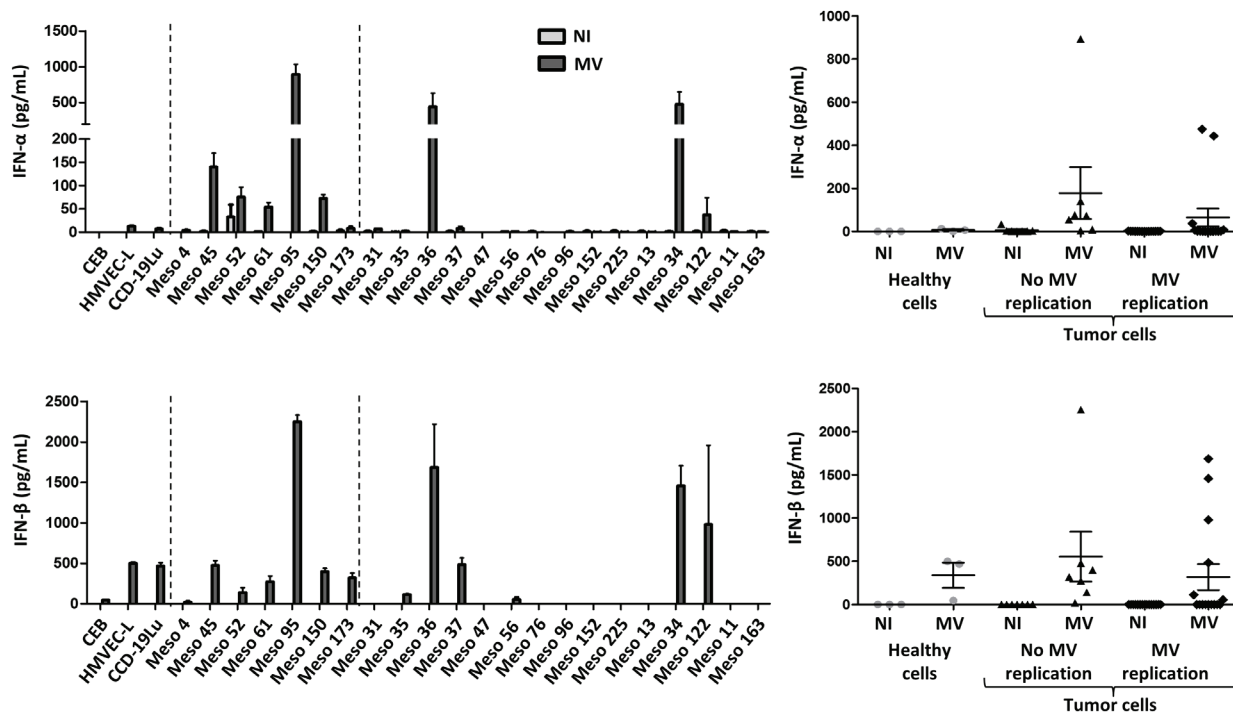 IFN-α (pg/mL)
1500
1000
500
200
150
100
50
0
NI
MV
CEB
HMVEC-L
CCD-19Lu
Meso 4
Meso 45
Meso 52
Meso 61
Meso 95
Meso 150
Meso 173
Meso 31
Meso 35
Meso 36
Meso 37
Meso 47
Meso 56
Meso 76
Meso 96
Meso 152
Meso 225
Meso 13
Meso 34
Meso 122
Meso 11
Meso 163
IFN-α (pg/mL)
1000
800
600
400
200
0
NI MV NI MV NI MV
Healthy cells
No MV replication
MV replication
Tumor cells
IFN-β (pg/mL)
2500
2000
1500
1000
500
0
CEB
HMVEC-L
CCD-19Lu
Meso 4
Meso 45
Meso 52
Meso 61
Meso 95
Meso 150
Meso 173
Meso 31
Meso 35
Meso 36
Meso 37
Meso 47
Meso 56
Meso 76
Meso 96
Meso 152
Meso 225
Meso 13
Meso 34
Meso 122
Meso 11
Meso 163
IFN-β (pg/mL)
2500
2000
1500
1000
500
0
NI MV NI MV NI MV
Healthy cells
No MV replication
MV replication
Tumor cells